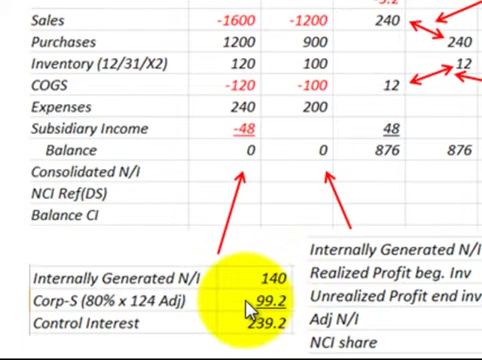 -3.2
Sales -1600 -1200 240
Purchases 1200 900 240
Inventory (12/31/X2) 120 100 12
COGS -120 -100 12
Expenses 240 200
Subsidiary Income -48 48
Balance 0 0 876 876
Consolidated N/I
NCI Ref(DS)
Balance CI
Internally Generated N/I 140
Corp-S (80% x 124 Adj) 99.2
Control Interest 239.2
Internally Generated N/I
Realized Profit beg. Inv
Unrealized Profit end inv
Adj N/I
NCI share